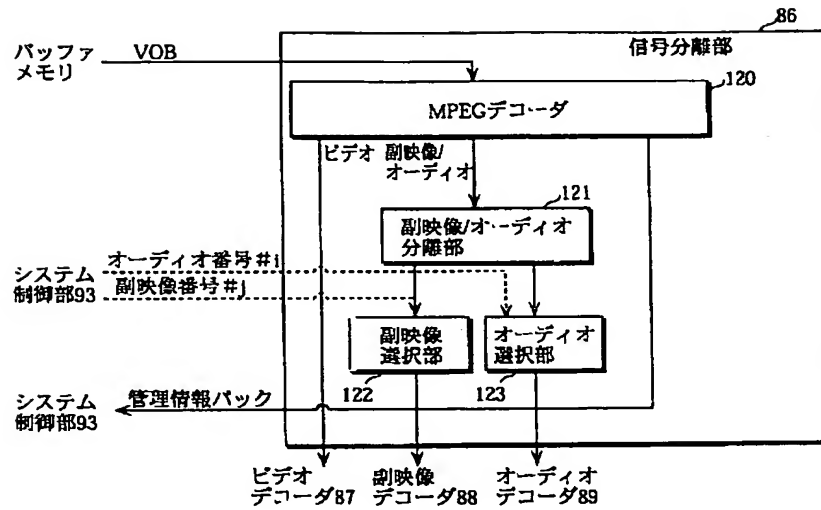 86
信号分離部
バッファ
メモリ
VOB
120
MPEGデコーダ
ビデオ
副映像/
オーディオ
121
副映像/オーディオ
分離部
オーディオ番号#i
システム
制御部93
副映像番号#j
副映像
選択部
オーディオ
選択部
122
123
管理情報パック
システム
制御部93
ビデオ
デコーダ87
副映像
デコーダ88
オーディオ
デコーダ89